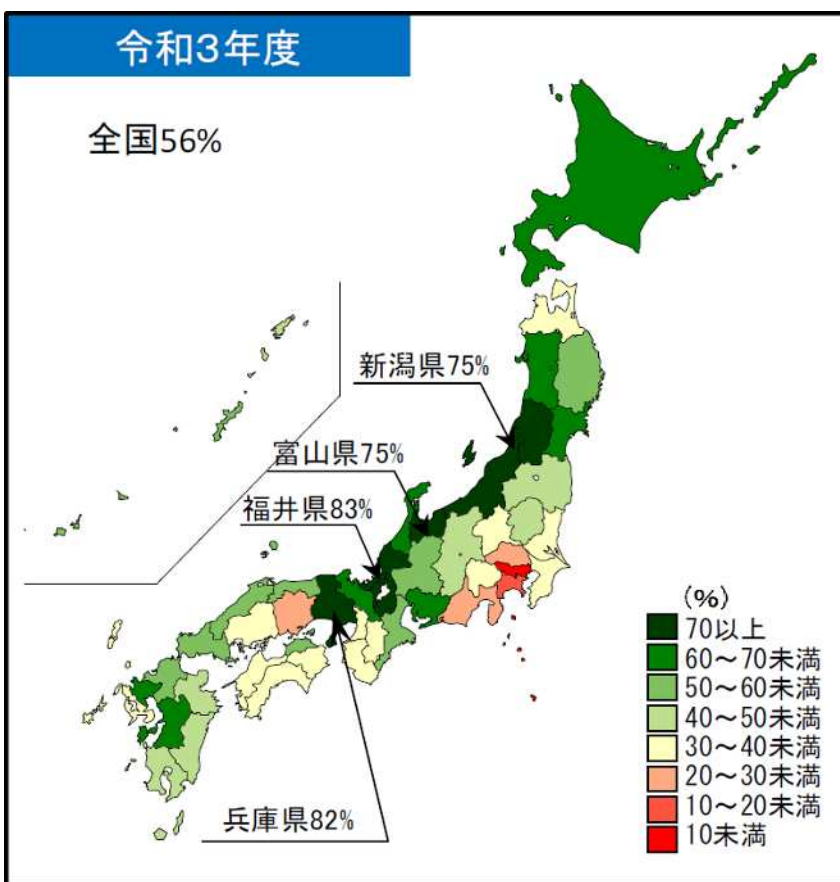 令和3年度
全国56%
新潟県75%
富山県75%
福井県83%
兵庫県82%
(%)
70以上
60～70未満
50～60未満
40～50未満
30～40未満
20～30未満
10～20未満
10未満